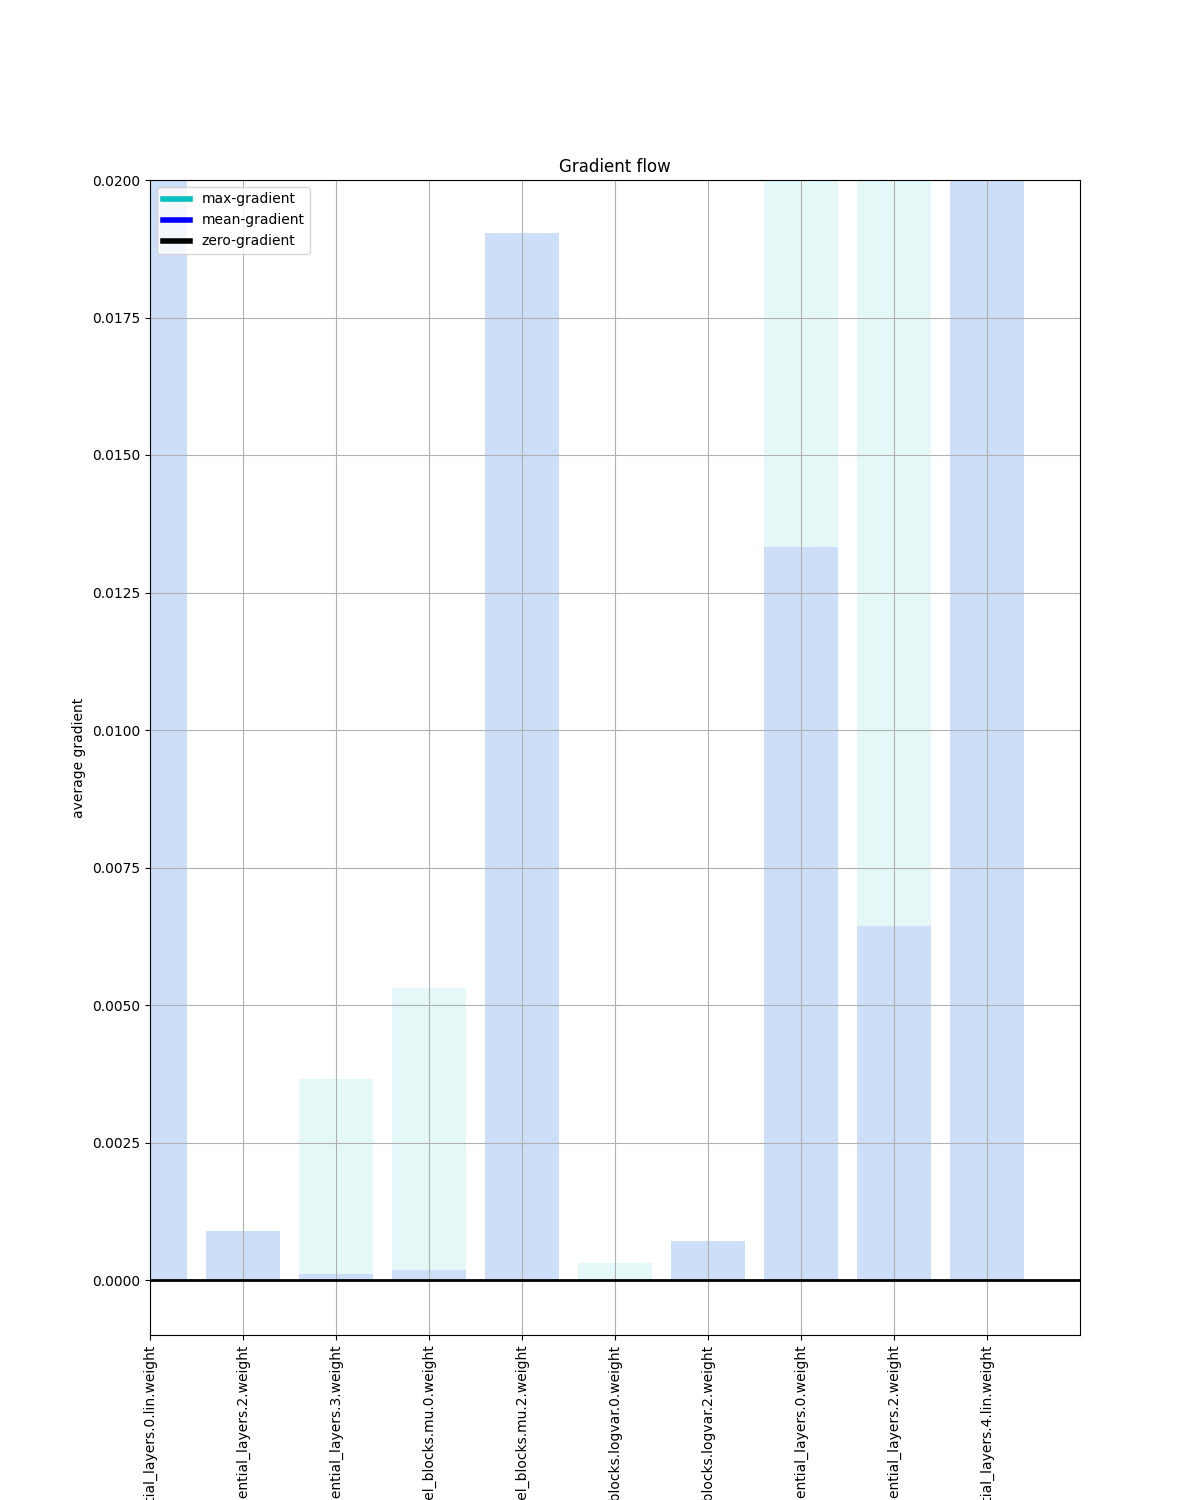 Gradient flow
max-gradient
mean-gradient
zero-gradient
average gradient
0.0200
0.0175
0.0150
0.0125
0.0100
0.0075
0.0050
0.0025
0.0000
tial_layers.0.lin.weight
ential_layers.2.weight
ential_layers.3.weight
el_blocks.mu.0.weight
el_blocks.mu.2.weight
blocks.logvar.0.weight
blocks.logvar.2.weight
ential_layers.0.weight
ential_layers.2.weight
tial_layers.4.lin.weight